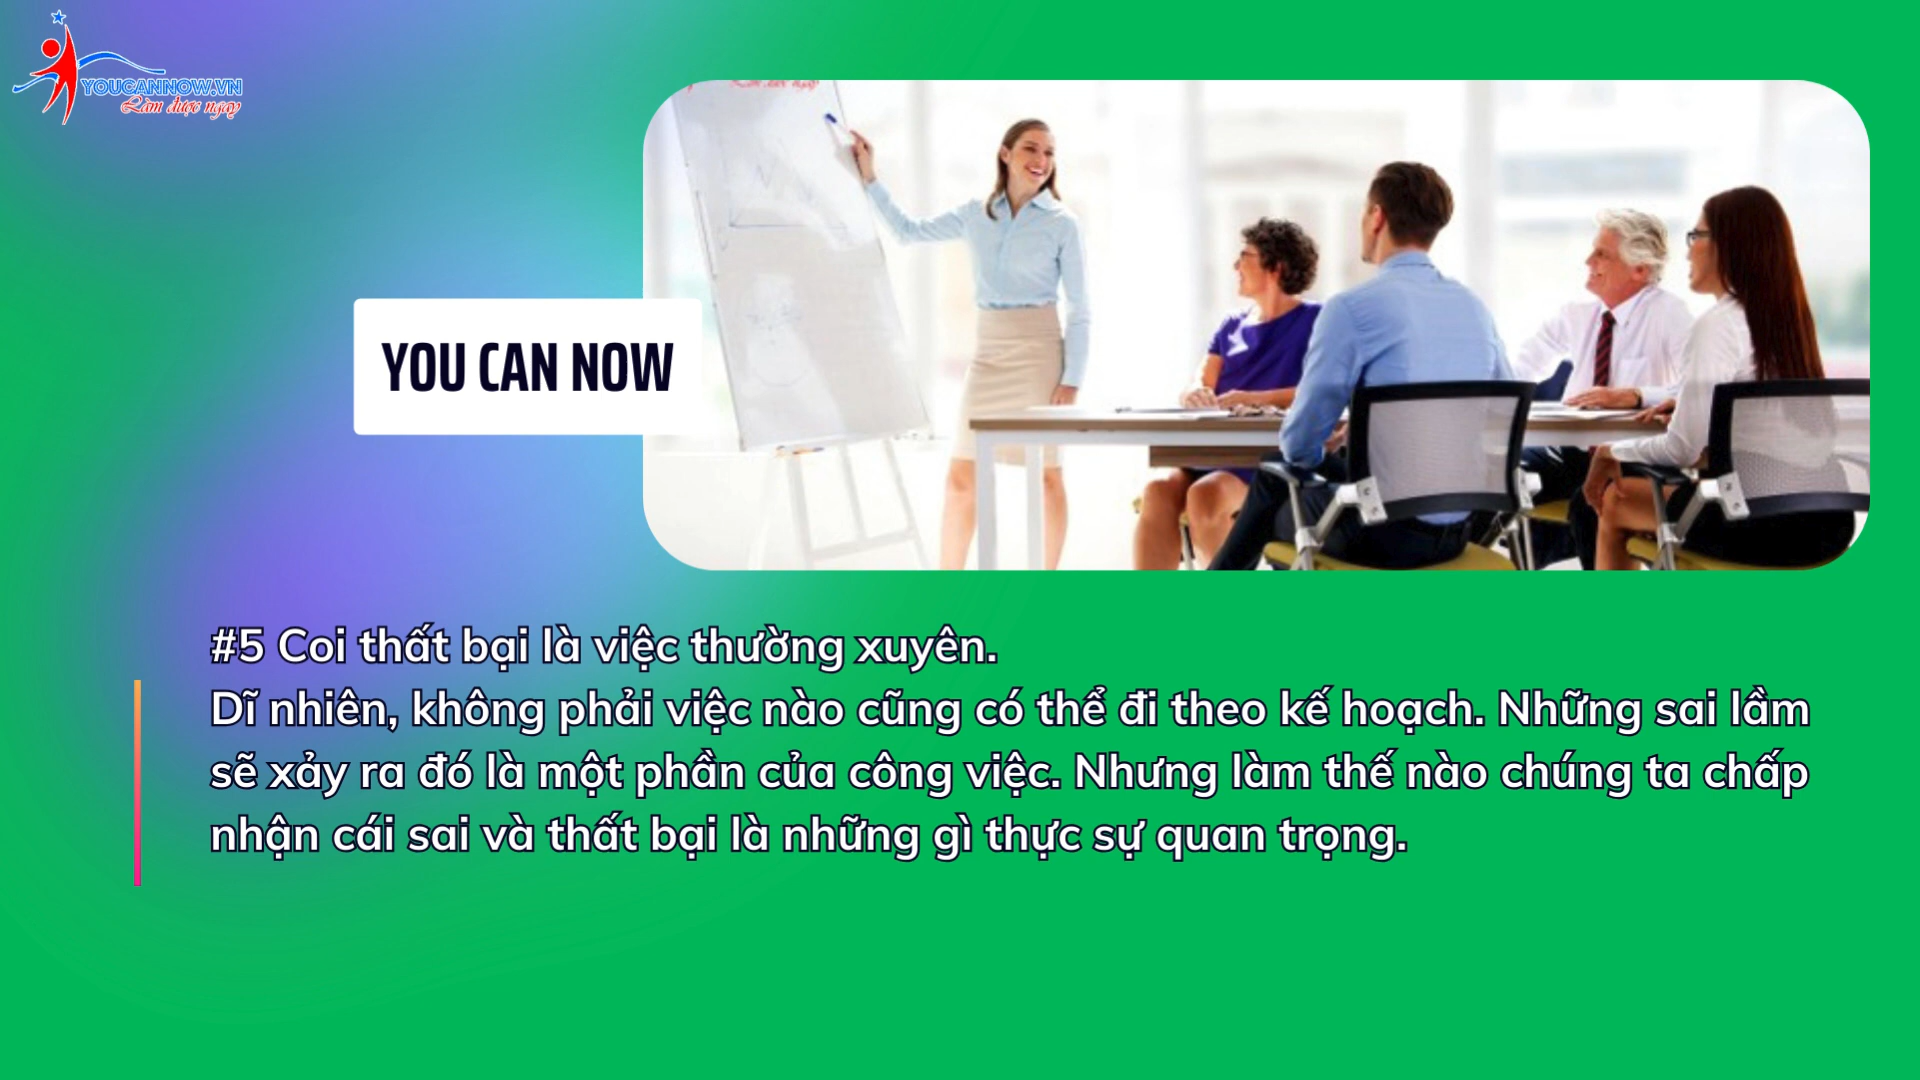 YOUCANNOW.VN
Làm được ngay
Làm được ngay
YOU CAN NOW
#5 Coi thất bại là việc thường xuyên.
Dĩ nhiên, không phải việc nào cũng có thể đi theo kế hoạch. Những sai lầm
sẽ xảy ra đó là một phần của công việc. Nhưng làm thế nào chúng ta chấp
nhận cái sai và thất bại là những gì thực sự quan trọng.